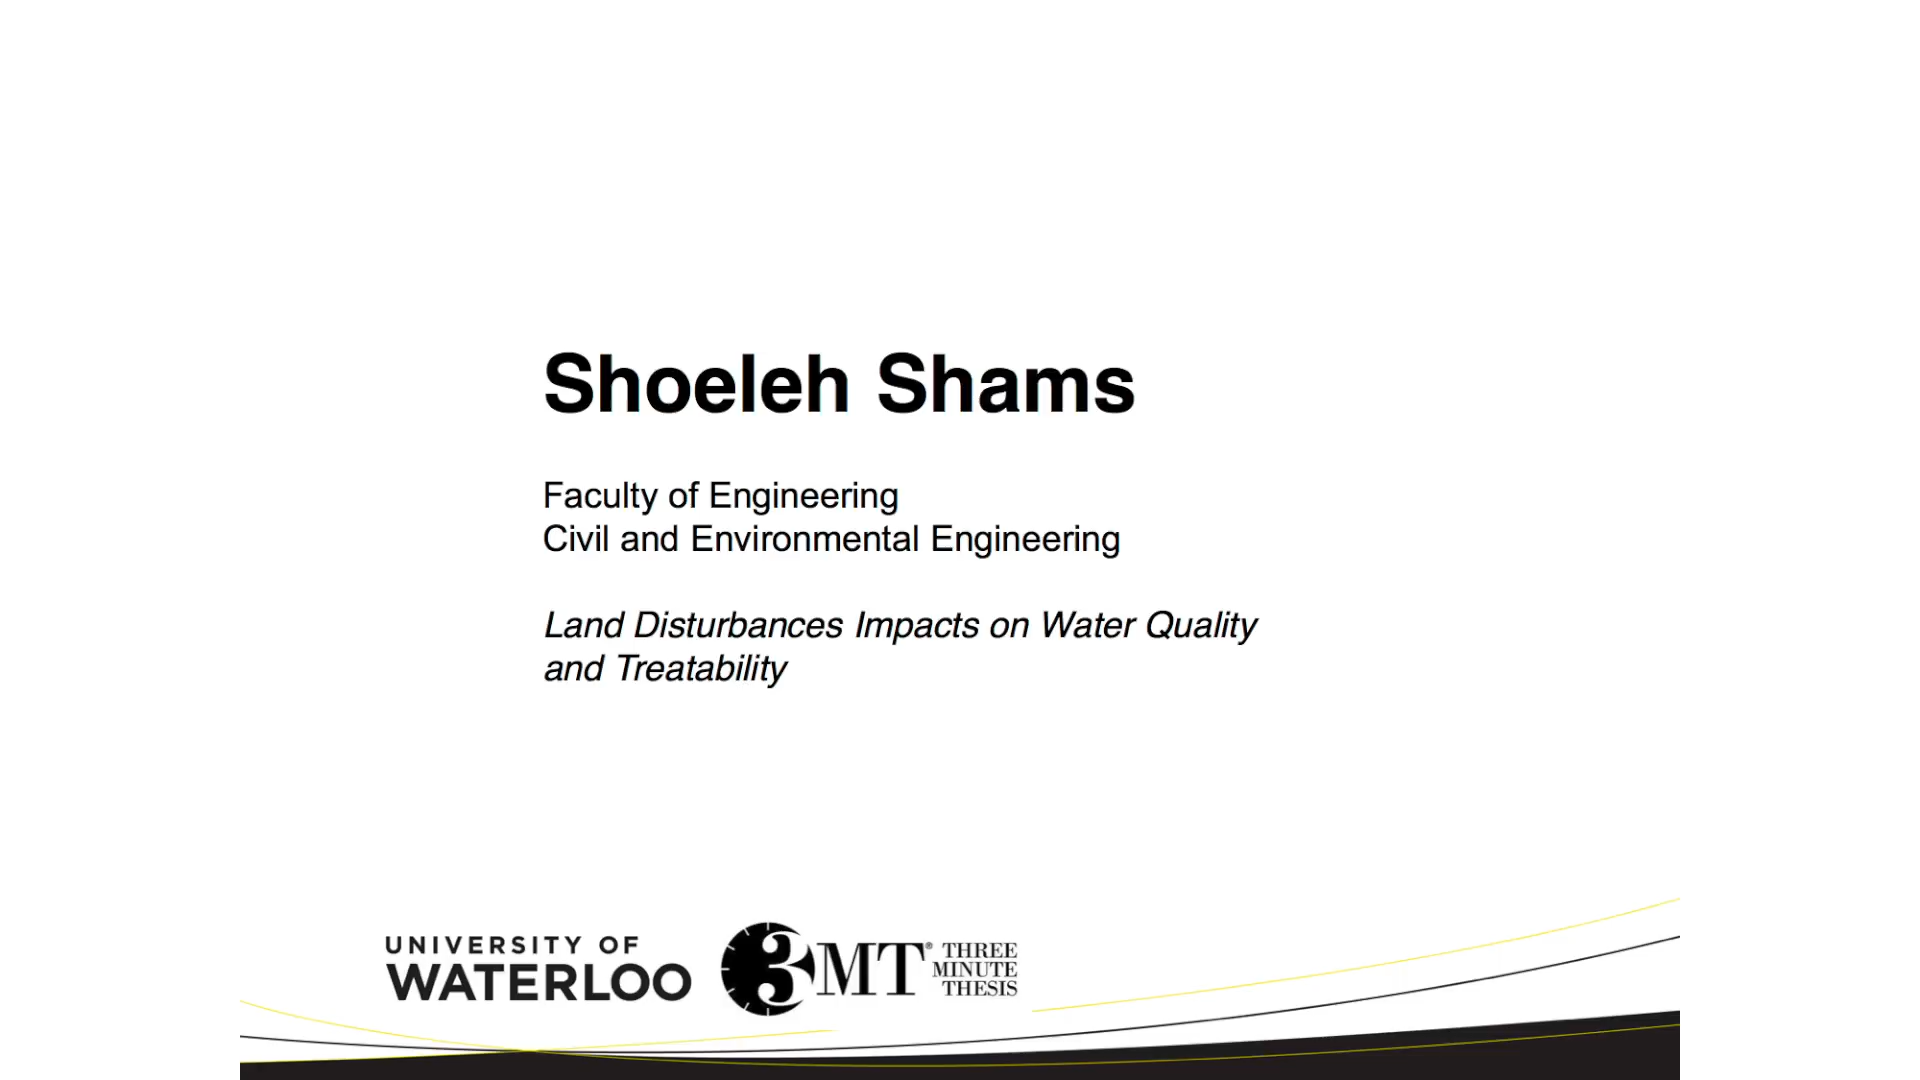 Shoeleh Shams
Faculty of Engineering
Civil and Environmental Engineering
Land Disturbances Impacts on Water Quality
and Treatability
UNIVERSITY OF
WATERLOO
3MT® THREE
MINUTE
THESIS